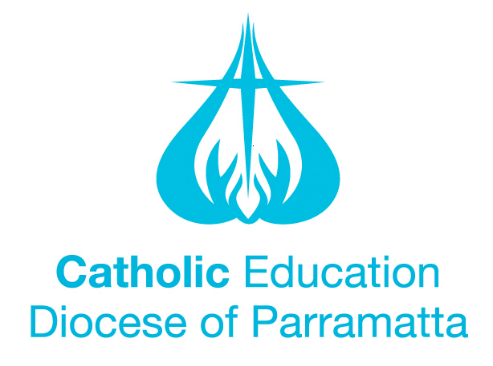 Catholic Education
Diocese of Parramatta